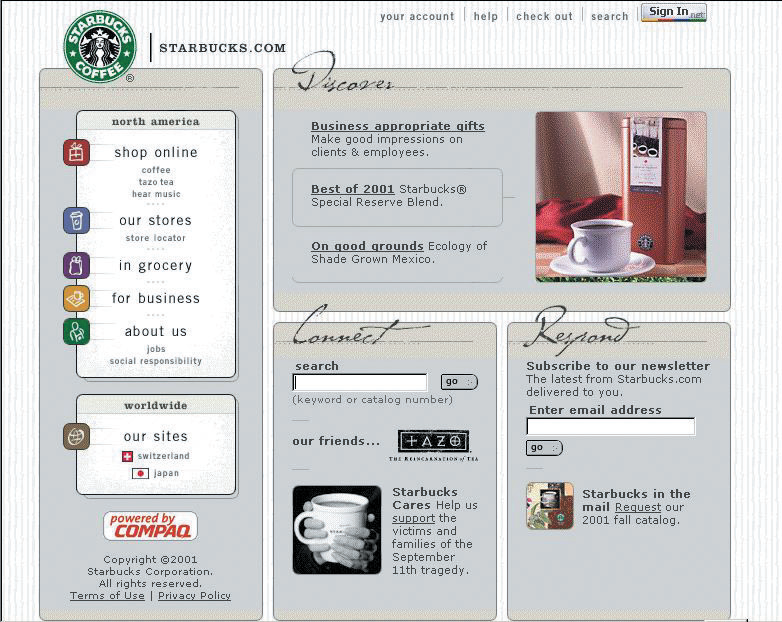 your account
help
check out
search
Sign In .net
STARBUCKS
COFFEE
®
STARBUCKS.COM
north america
shop online
coffee
tazo tea
hear music
our stores
store locator
in grocery
for business
about us
jobs
social responsibility
worldwide
our sites
switzerland
japan
powered by
COMPAQ
Copyright ©2001
Starbucks Corporation.
All rights reserved.
Terms of Use | Privacy Policy
Discover
Business appropriate gifts
Make good impressions on
clients & employees.
Best of 2001 Starbucks®
Special Reserve Blend.
On good grounds Ecology of
Shade Grown Mexico.
Connect
search
go
(keyword or catalog number)
our friends...
TAZO
THE REINCARNATION of TEA
Starbucks
Cares Help us
support the
victims and
families of the
September
11th tragedy.
Respond
Subscribe to our newsletter
The latest from Starbucks.com
delivered to you.
Enter email address
go
Starbucks in the
mail Request our
2001 fall catalog.